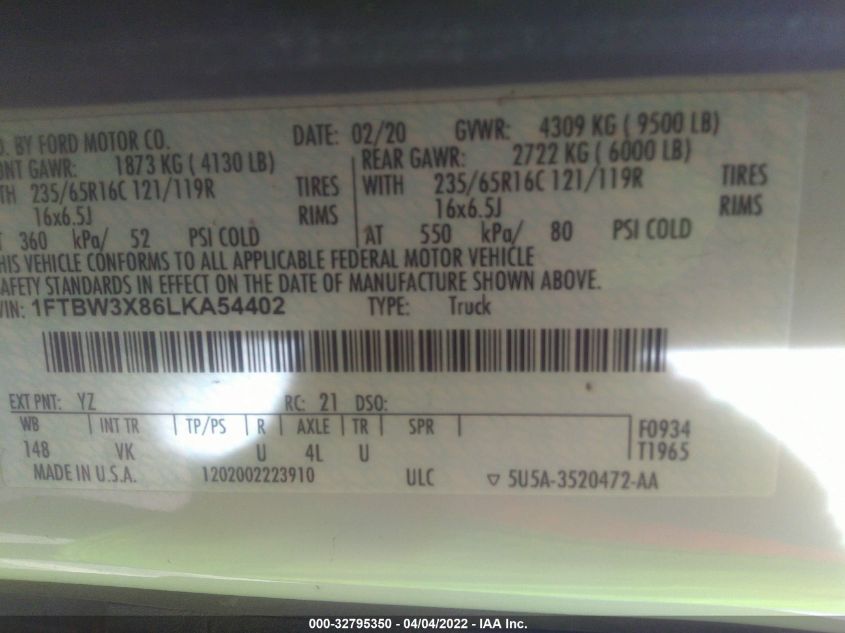 D. BY FORD MOTOR CO. DATE: 02/20 GVWR: 4309 KG ( 9500 LB)
ONT GAWR: 1873 KG ( 4130 LB) REAR GAWR: 2722 KG ( 6000 LB)
TH 235/65R16C 121/119R TIRES WITH 235/65R16C 121/119R TIRES
16x6.5J RIMS 16x6.5J RIMS
T 360 kPa/ 52 PSI COLD AT 550 kPa/ 80 PSI COLD
HIS VEHICLE CONFORMS TO ALL APPLICABLE FEDERAL MOTOR VEHICLE
AFETY STANDARDS IN EFFECT ON THE DATE OF MANUFACTURE SHOWN ABOVE.
VIN: 1FTBW3X86LKA54402 TYPE: Truck
EXT PNT: YZ RC: 21 DSO:
WB INT TR TP/PS R AXLE TR SPR F0934
148 VK U 4L U T1965
MADE IN U.S.A. 1202002223910 ULC ▽ 5U5A-3520472-AA
000-32795350 - 04/04/2022 - IAA Inc.